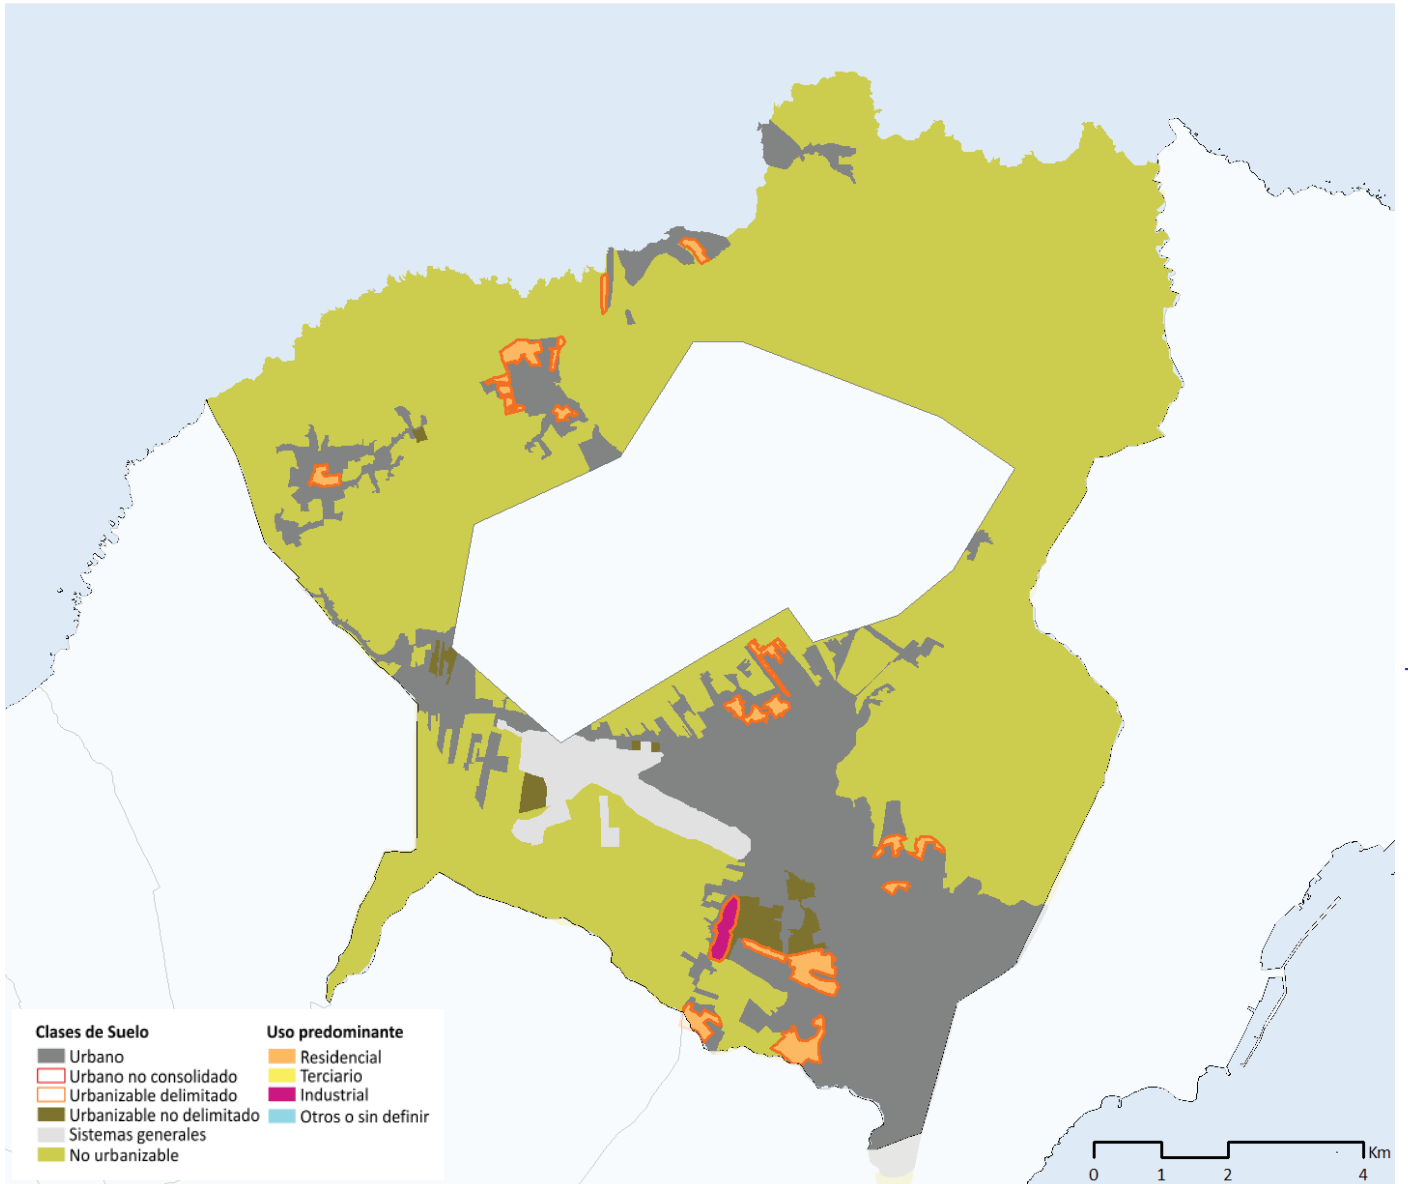 Clases de Suelo
Urbano
Urbano no consolidado
Urbanizable delimitado
Urbanizable no delimitado
Sistemas generales
No urbanizable
Uso predominante
Residencial
Terciario
Industrial
Otros o sin definir
Km
0 1 2 4